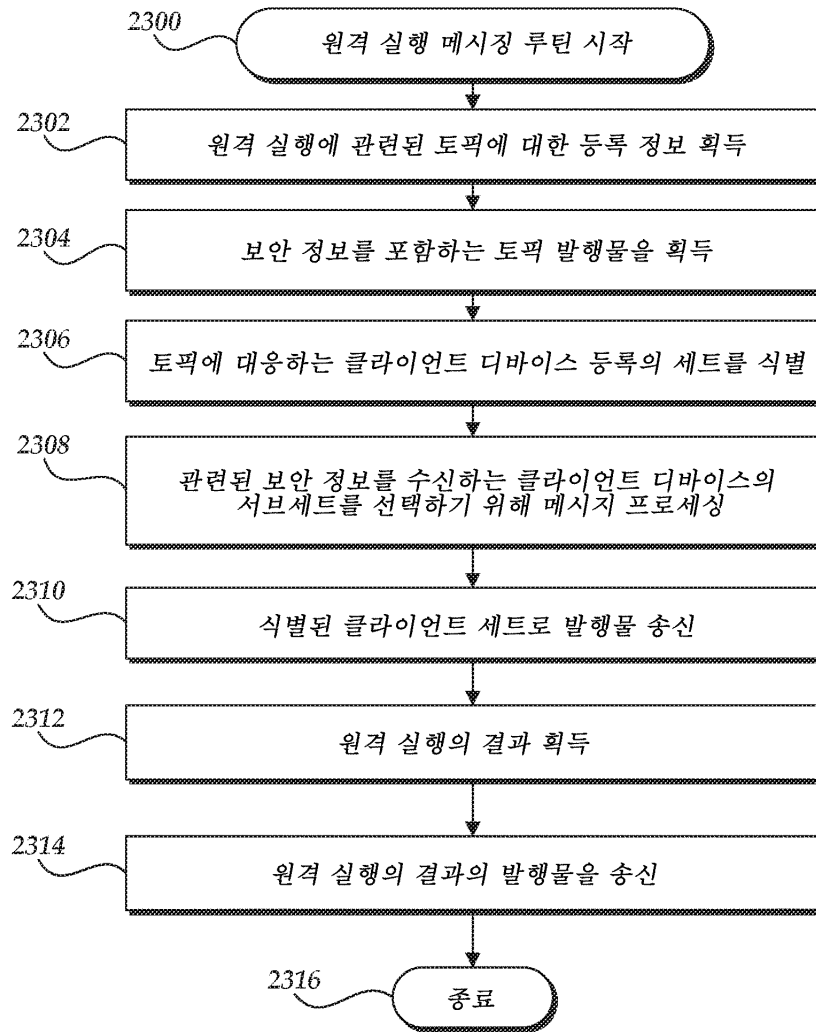 2300
원격 실행 메시징 루틴 시작
2302
원격 실행에 관련된 토픽에 대한 등록 정보 획득
2304
보안 정보를 포함하는 토픽 발행물을 획득
2306
토픽에 대응하는 클라이언트 디바이스 등록의 세트를 식별
2308
관련된 보안 정보를 수신하는 클라이언트 디바이스의
서브세트를 선택하기 위해 메시지 프로세싱
2310
식별된 클라이언트 세트로 발행물 송신
2312
원격 실행의 결과 획득
2314
원격 실행의 결과의 발행물을 송신
2316
종료